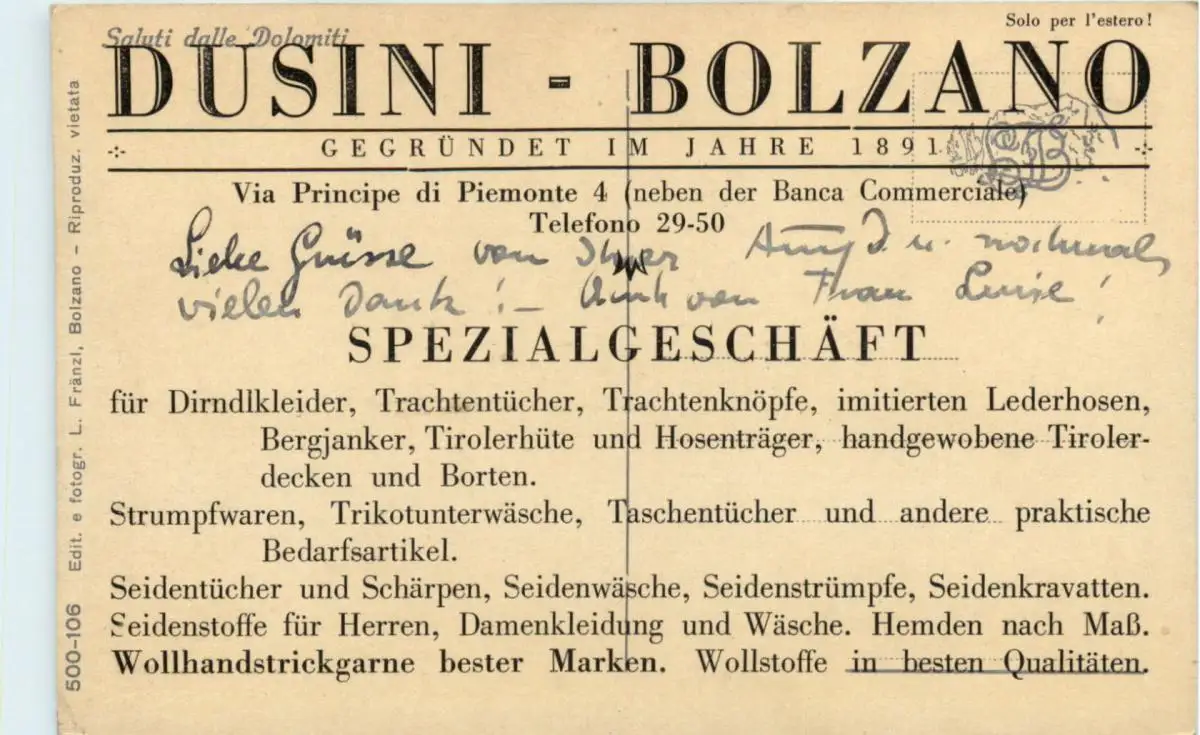 Solo per l'estero!
Saluti dalle Dolomiti
DUSINI - BOLZANO
GEGRÜNDET IM JAHRE 1891
Via Principe di Piemonte 4 (neben der Banca Commerciale)
Telefono 29-50
Liebe Grüsse von Ihrer u. nochmals
vielen Dank! – Auch von Frau Luise!
SPEZIALGESCHÄFT
für Dirndlkleider, Trachtentücher, Trachtenknöpfe, imitierten Lederhosen,
Bergjanker, Tirolerhüte und Hosenträger, handgewobene Tiroler-
decken und Borten.
Strumpfwaren, Trikotunterwäsche, Taschentücher und andere praktische
Bedarfsartikel.
Seidentücher und Schärpen, Seidenwäsche, Seidenstrümpfe, Seidenkravatten.
Seidenstoffe für Herren, Damenkleidung und Wäsche. Hemden nach Maß.
Wollhandstrickgarne bester Marken. Wollstoffe in besten Qualitäten.
500-106 Edit. e fotogr. L. Fränzl, Bolzano - Riproduz. vietata